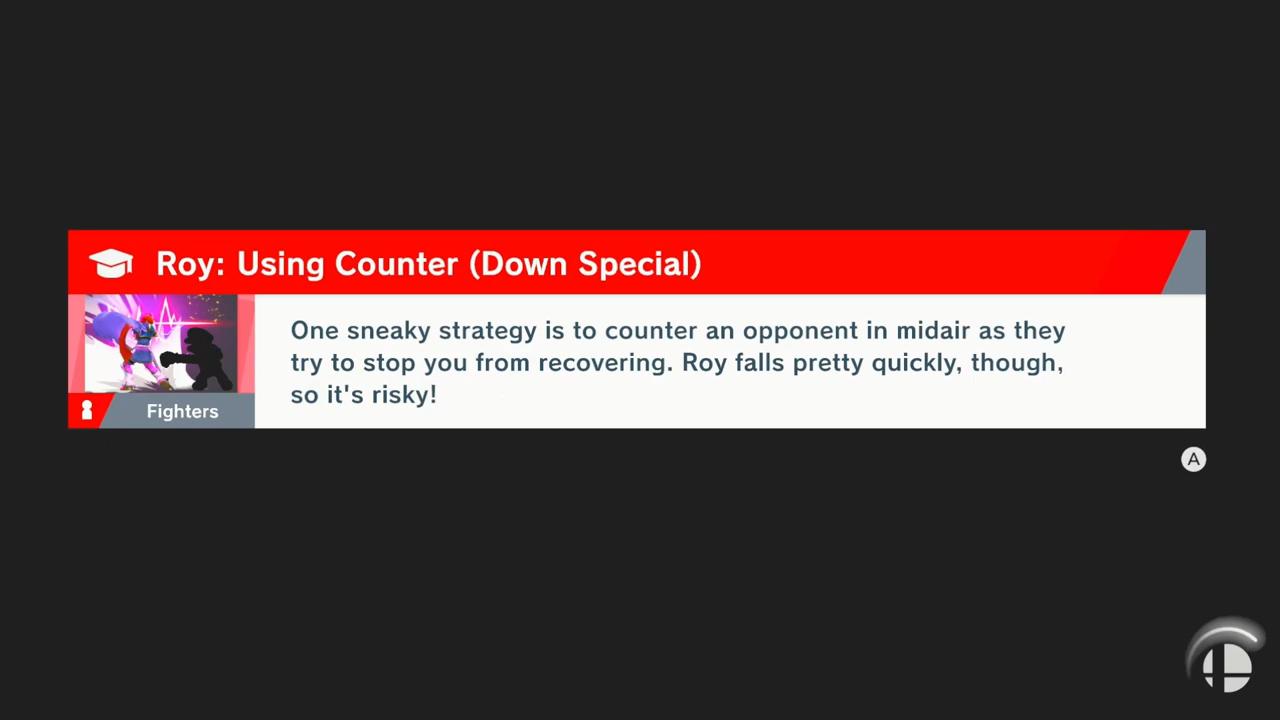 Roy: Using Counter (Down Special)
One sneaky strategy is to counter an opponent in midair as they
try to stop you from recovering. Roy falls pretty quickly, though,
so it's risky!
Fighters
A